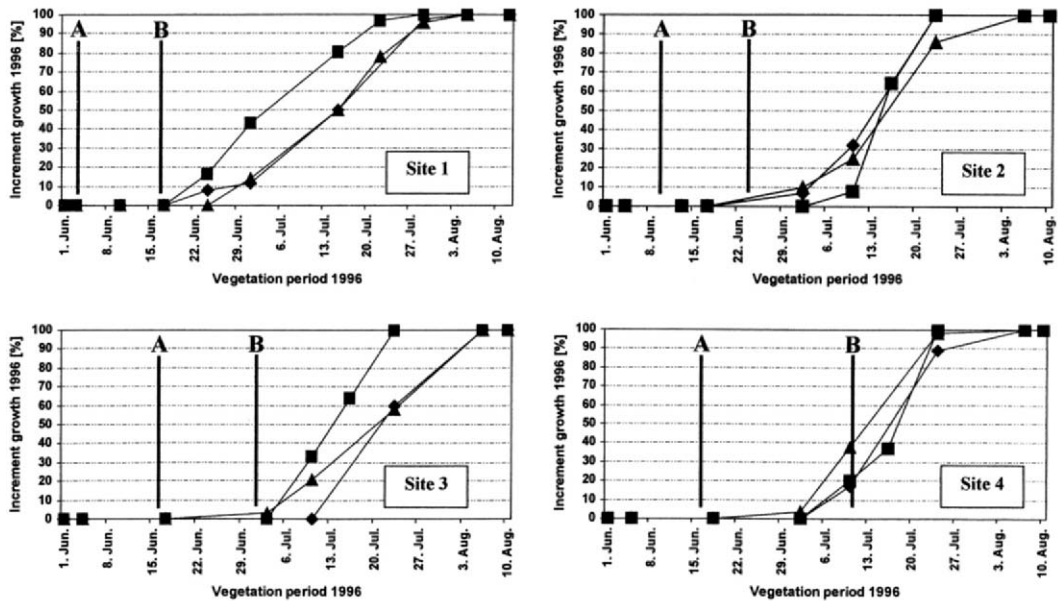 Increment growth 1996 [%]
100
90
80
70
60
50
40
30
20
10
0
A
B
Site 1
1. Jun.
8. Jun.
15. Jun.
22. Jun.
29. Jun.
6. Jul.
13. Jul.
20. Jul.
27. Jul.
3. Aug.
10. Aug.
Vegetation period 1996
Increment growth 1996 [%]
100
90
80
70
60
50
40
30
20
10
0
A
B
Site 2
1. Jun.
8. Jun.
15. Jun.
22. Jun.
29. Jun.
6. Jul.
13. Jul.
20. Jul.
27. Jul.
3. Aug.
10. Aug.
Vegetation period 1996
Increment growth 1996 [%]
100
90
80
70
60
50
40
30
20
10
0
A
B
Site 3
1. Jun.
8. Jun.
15. Jun.
22. Jun.
29. Jun.
6. Jul.
13. Jul.
20. Jul.
27. Jul.
3. Aug.
10. Aug.
Vegetation period 1996
Increment growth 1996 [%]
100
90
80
70
60
50
40
30
20
10
0
A
B
Site 4
1. Jun.
8. Jun.
15. Jun.
22. Jun.
29. Jun.
6. Jul.
13. Jul.
20. Jul.
27. Jul.
3. Aug.
10. Aug.
Vegetation period 1996